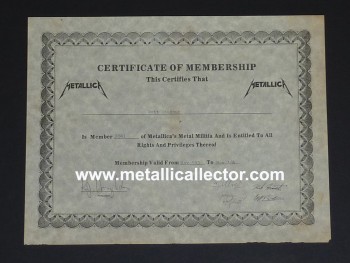 CERTIFICATE OF MEMBERSHIP
This Certifies That
METALLICA METALLICA
Is Member of Metallica's Metal Militia And is Entitled To All
Rights And Privileges Thereof
Membership Valid From To
www.metallicallector.com